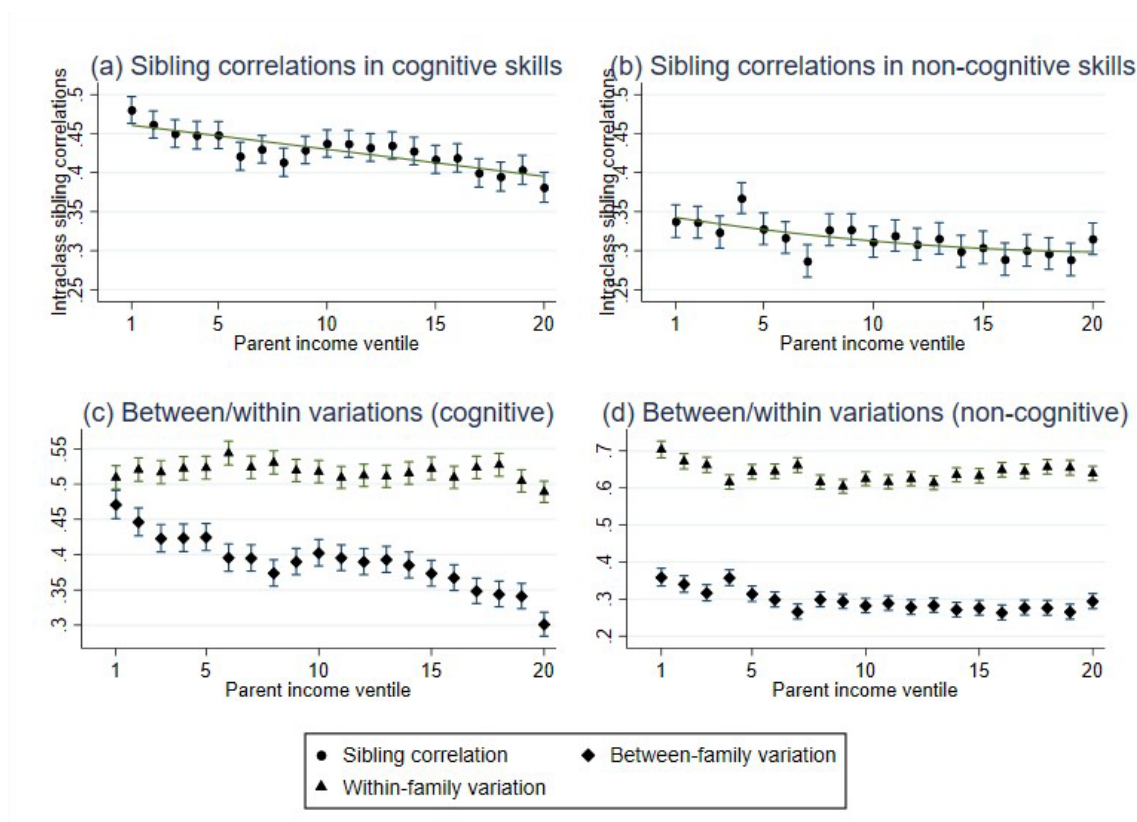 (a) Sibling correlations in cognitive skills
Intraclass sibling correlations
.5
.45
.4
.35
.3
.25
1 5 10 15 20
Parent income ventile
(b) Sibling correlations in non-cognitive skills
Intraclass sibling correlations
.5
.45
.4
.35
.3
.25
1 5 10 15 20
Parent income ventile
(c) Between/within variations (cognitive)
.55
.5
.45
.4
.35
.3
1 5 10 15 20
Parent income ventile
(d) Between/within variations (non-cognitive)
.7
.6
.5
.4
.3
.2
1 5 10 15 20
Parent income ventile
Sibling correlation
Between-family variation
Within-family variation